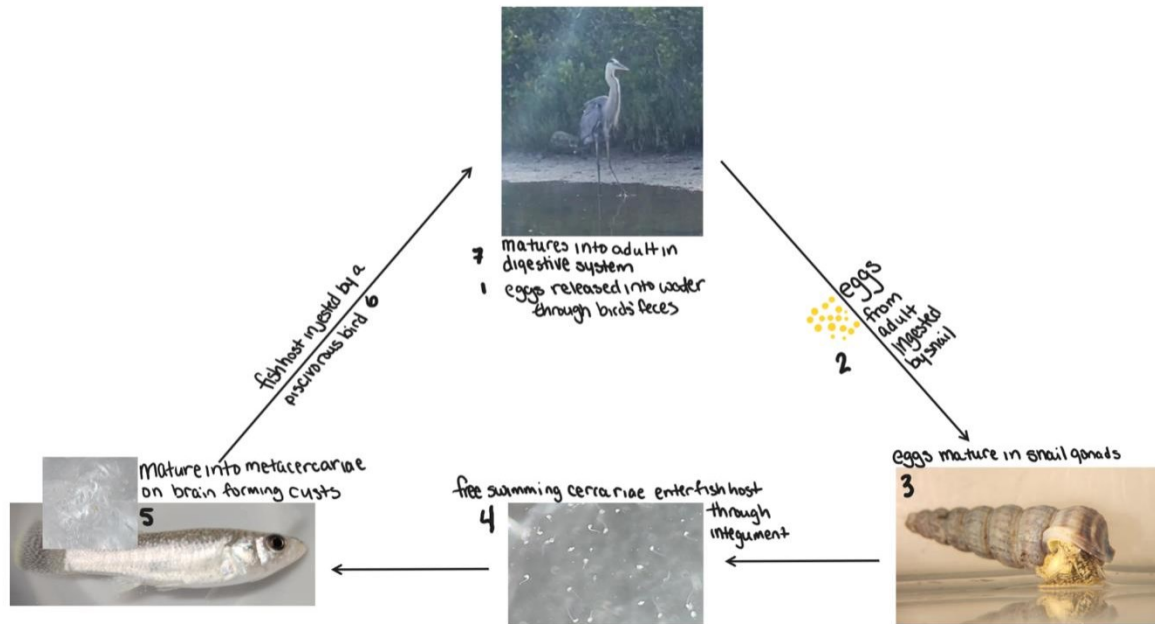 7 matures into adult in
digestive system
1 eggs released into water
through birds' feces
eggs
from
adult
Ingested
by snail
2
eggs mature in snail gonads
3
free swimming cercariae enter fish host
4 through
integument
Mature into metacercariae
on brain forming cysts
5
fish host injested by a
piscivorous bird 6